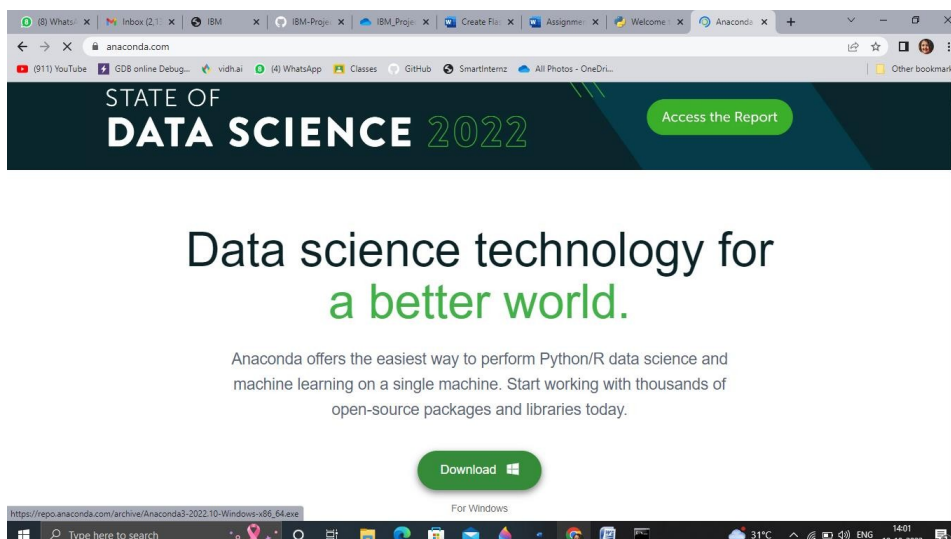 (8) WhatsA
Inbox (2,1
IBM
IBM-Projec
IBM_Projec
Create Flas
Assignmen
Welcome t
Anaconda
anaconda.com
(911) YouTube
GDB online Debug...
vidh.ai
(4) WhatsApp
Classes
GitHub
SmartInternz
All Photos - OneDri...
Other bookmark
STATE OF
DATA SCIENCE 2022
Access the Report
Data science technology for
a better world.
Anaconda offers the easiest way to perform Python/R data science and
machine learning on a single machine. Start working with thousands of
open-source packages and libraries today.
Download
For Windows
https://repo.anaconda.com/archive/Anaconda3-2022.10-Windows-x86_64.exe
Type here to search
31°C
ENG
14:01